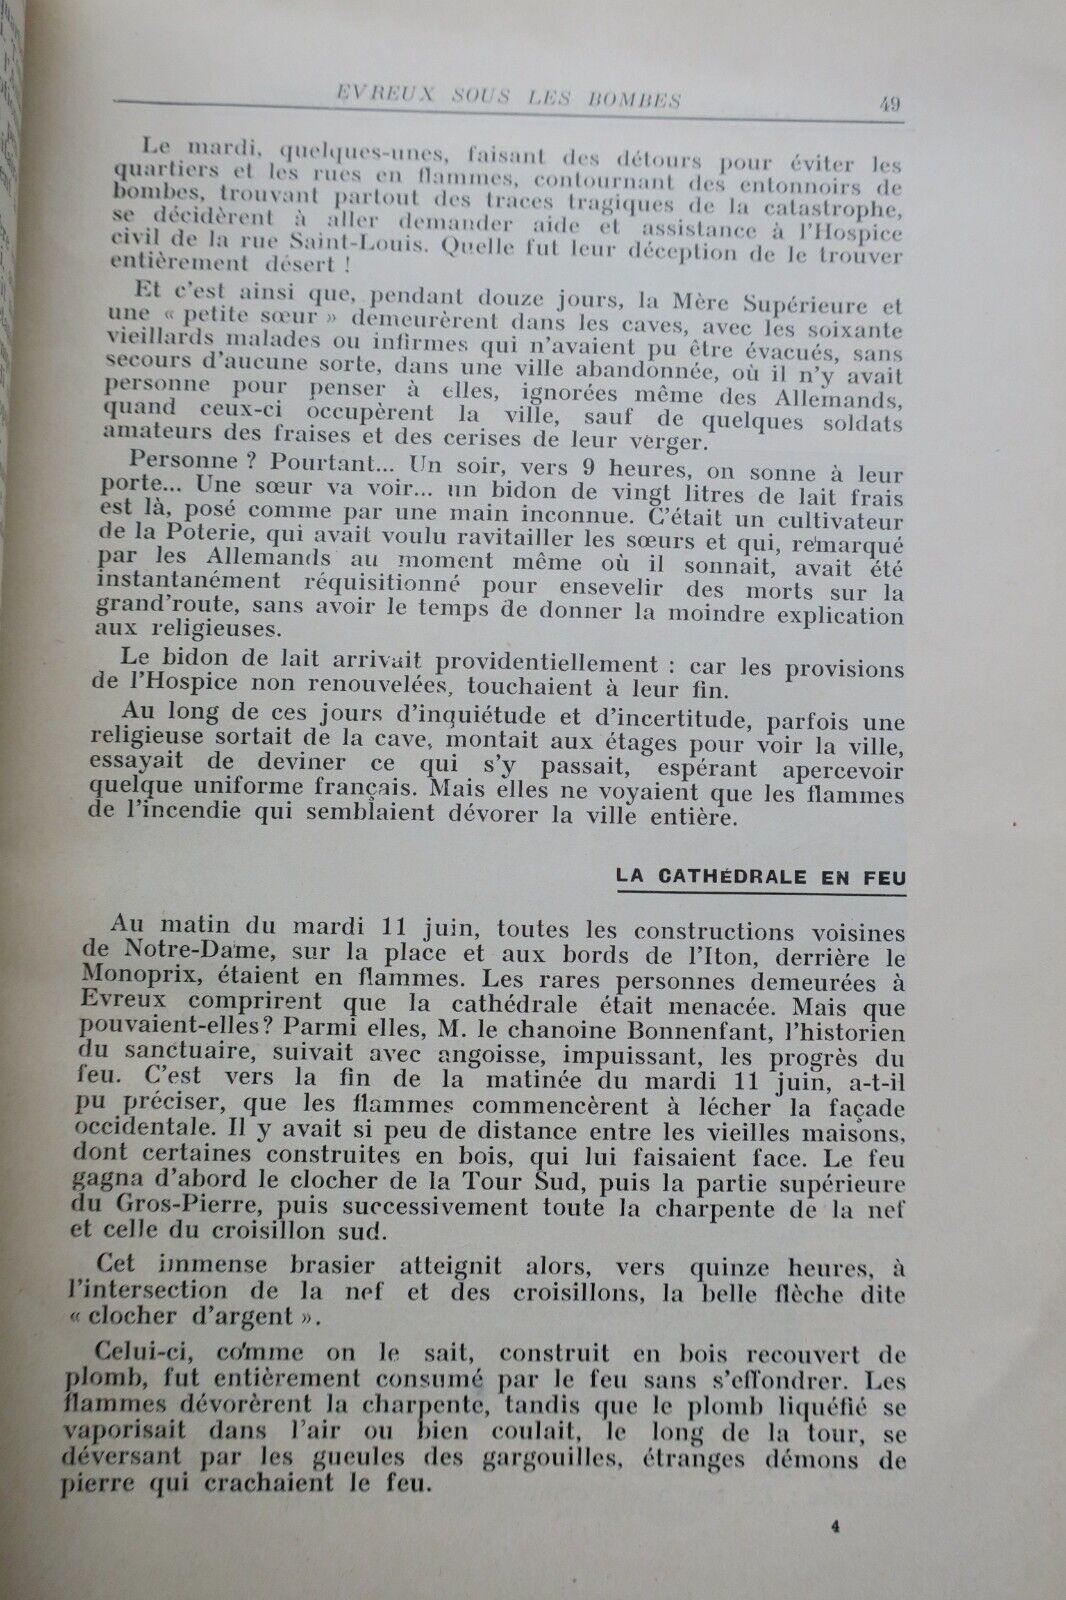 EVREUX SOUS LES BOMBES 49
Le mardi, quelques-unes, faisant des détours pour éviter les
quartiers et les rues en flammes, contournant des entonnoirs de
bombes, trouvant partout des traces tragiques de la catastrophe,
se décidèrent à aller demander aide et assistance à l'Hospice
civil de la rue Saint-Louis. Quelle fut leur déception de le trouver
entièrement désert !
Et c'est ainsi que, pendant douze jours, la Mère Supérieure et
une « petite sœur » demeurèrent dans les caves, avec les soixante
vieillards malades ou infirmes qui n'avaient pu être évacués, sans
secours d'aucune sorte, dans une ville abandonnée, où il n'y avait
personne pour penser à elles, ignorées même des Allemands,
quand ceux-ci occupèrent la ville, sauf de quelques soldats
amateurs des fraises et des cerises de leur verger.
Personne ? Pourtant... Un soir, vers 9 heures, on sonne à leur
porte... Une sœur va voir... un bidon de vingt litres de lait frais
est là, posé comme par une main inconnue. C'était un cultivateur
de la Poterie, qui avait voulu ravitailler les sœurs et qui, remarqué
par les Allemands au moment même où il sonnait, avait été
instantanément réquisitionné pour ensevelir des morts sur la
grand'route, sans avoir le temps de donner la moindre explication
aux religieuses.
Le bidon de lait arrivait providentiellement : car les provisions
de l'Hospice non renouvelées, touchaient à leur fin.
Au long de ces jours d'inquiétude et d'incertitude, parfois une
religieuse sortait de la cave, montait aux étages pour voir la ville,
essayait de deviner ce qui s'y passait, espérant apercevoir
quelque uniforme français. Mais elles ne voyaient que les flammes
de l'incendie qui semblaient dévorer la ville entière.
LA CATHÉDRALE EN FEU
Au matin du mardi 11 juin, toutes les constructions voisines
de Notre-Dame, sur la place et aux bords de l'Iton, derrière le
Monoprix, étaient en flammes. Les rares personnes demeurées à
Evreux comprirent que la cathédrale était menacée. Mais que
pouvaient-elles? Parmi elles, M. le chanoine Bonnenfant, l'historien
du sanctuaire, suivait avec angoisse, impuissant, les progrès du
feu. C'est vers la fin de la matinée du mardi 11 juin, a-t-il
pu préciser, que les flammes commencèrent à lécher la façade
occidentale. Il y avait si peu de distance entre les vieilles maisons,
dont certaines construites en bois, qui lui faisaient face. Le feu
gagna d'abord le clocher de la Tour Sud, puis la partie supérieure
du Gros-Pierre, puis successivement toute la charpente de la nef
et celle du croisillon sud.
Cet immense brasier atteignit alors, vers quinze heures, à
l'intersection de la nef et des croisillons, la belle flèche dite
« clocher d'argent ».
Celui-ci, comme on le sait, construit en bois recouvert de
plomb, fut entièrement consumé par le feu sans s'effondrer. Les
flammes dévorèrent la charpente, tandis que le plomb liquéfié se
vaporisait dans l'air ou bien coulait, le long de la tour, se
déversant par les gueules des gargouilles, étranges démons de
pierre qui crachaient le feu.
4